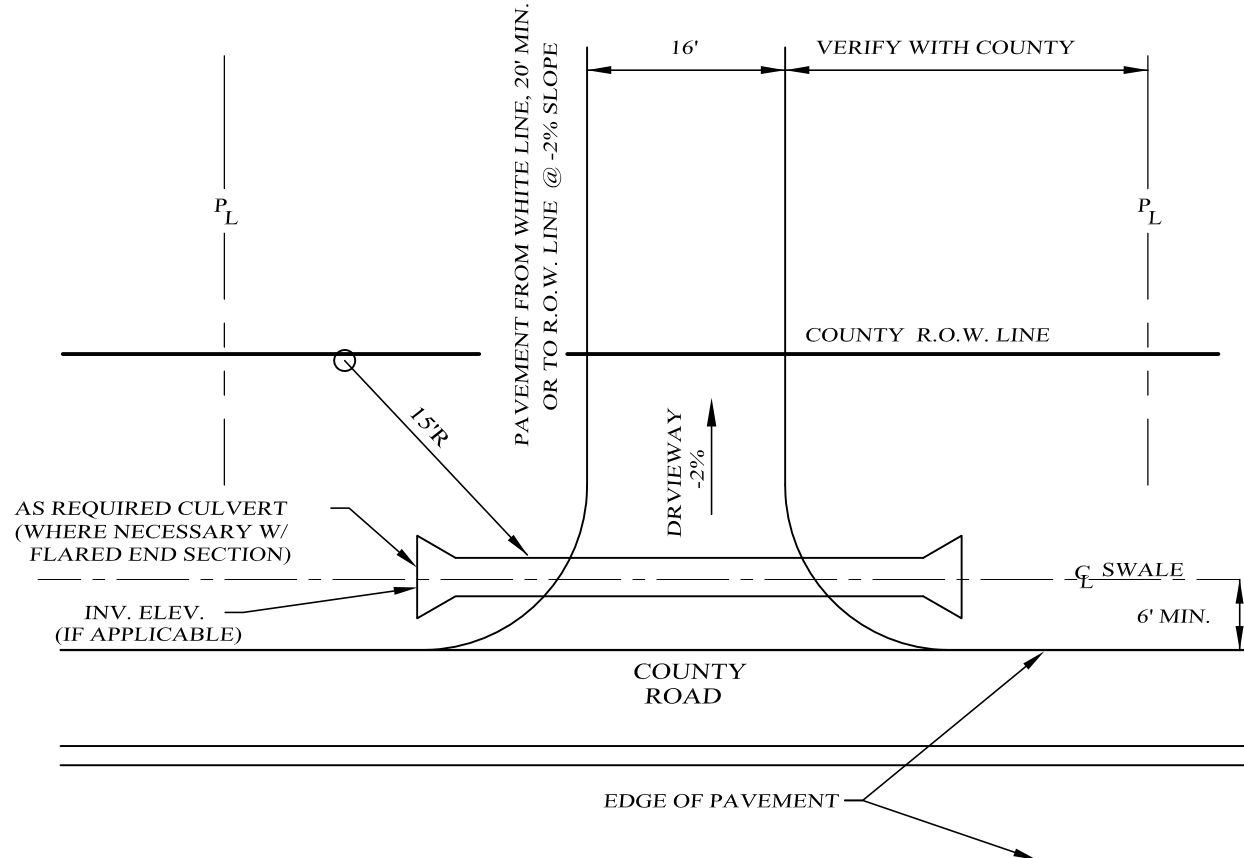 16'
VERIFY WITH COUNTY
PAVEMENT FROM WHITE LINE, 20' MIN.
OR TO R.O.W. LINE @ -2% SLOPE
PL
PL
COUNTY R.O.W. LINE
15'R
DRVIEWAY
-2%
AS REQUIRED CULVERT
(WHERE NECESSARY W/
FLARED END SECTION)
CL SWALE
INV. ELEV.
(IF APPLICABLE)
6' MIN.
COUNTY
ROAD
EDGE OF PAVEMENT